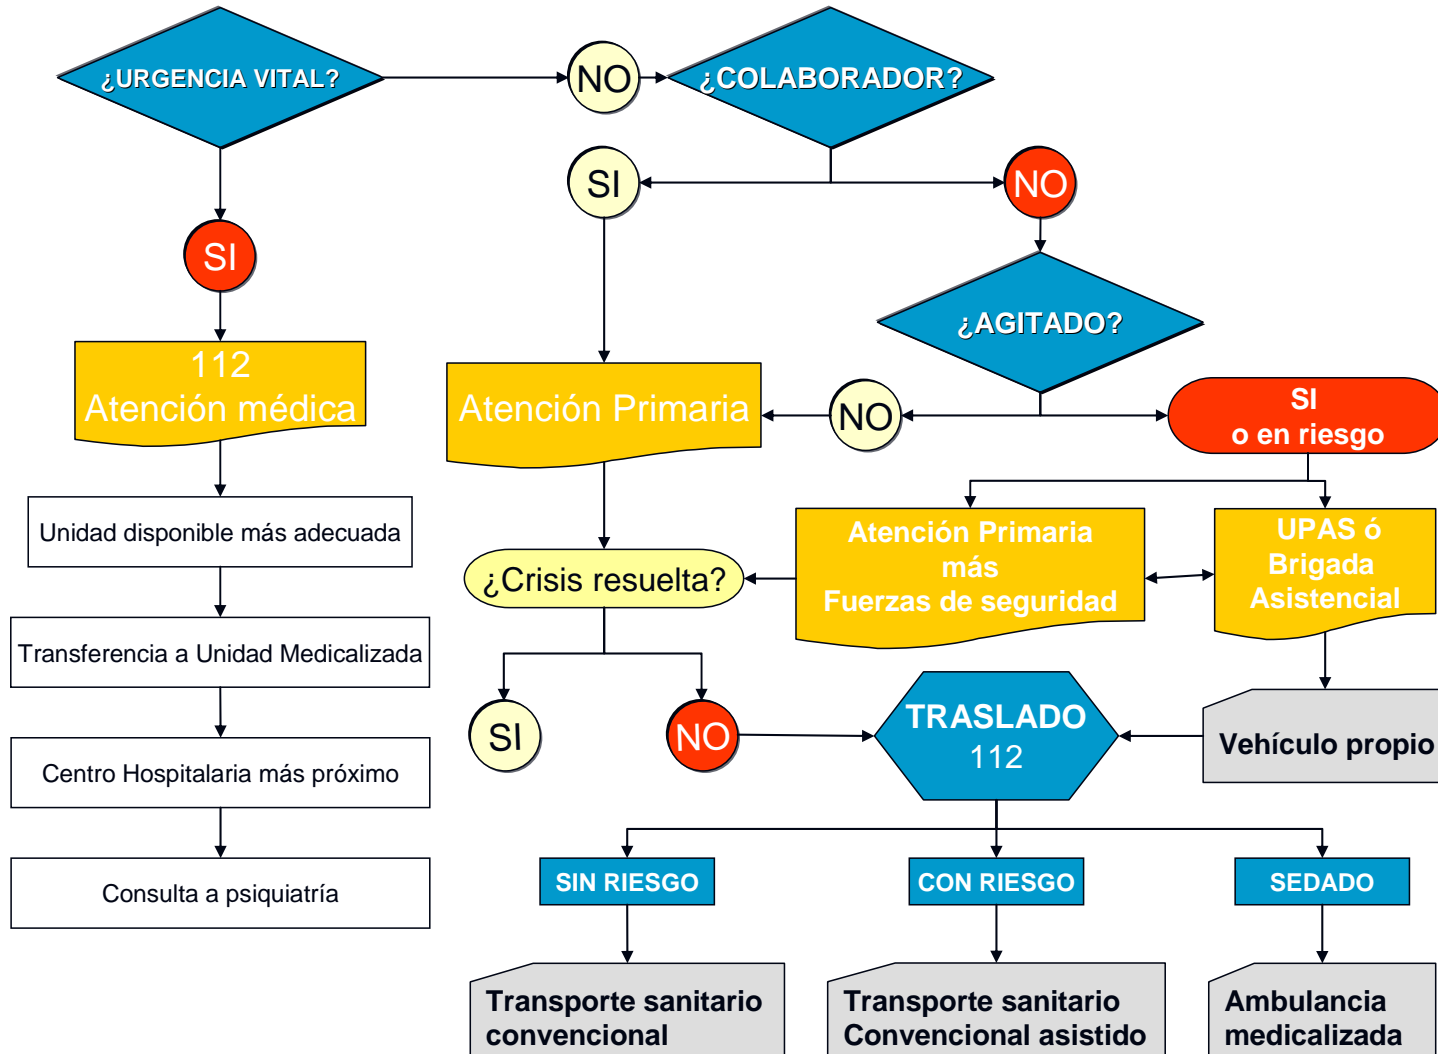 ¿URGENCIA VITAL?
NO
¿COLABORADOR?
SI
NO
SI
¿AGITADO?
112
Atención médica
Atención Primaria
NO
SI
o en riesgo
Unidad disponible más adecuada
Atención Primaria
más
Fuerzas de seguridad
UPAS ó
Brigada
Asistencial
¿Crisis resuelta?
Transferencia a Unidad Medicalizada
SI
NO
TRASLADO
112
Vehículo propio
Centro Hospitalaria más próximo
Consulta a psiquiatría
SIN RIESGO
CON RIESGO
SEDADO
Transporte sanitario
convencional
Transporte sanitario
Convencional asistido
Ambulancia
medicalizada